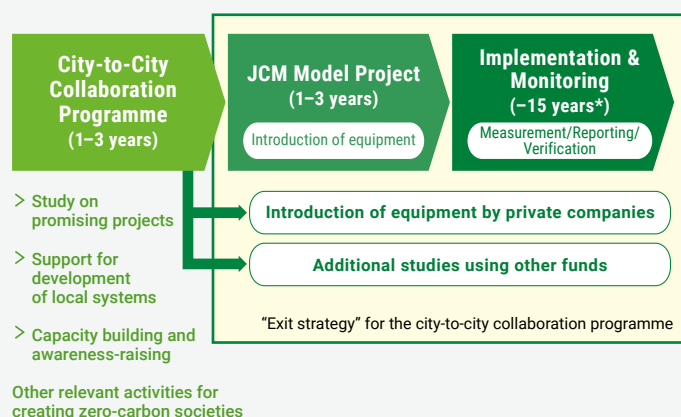 City-to-City
Collaboration
Programme
(1–3 years)
JCM Model Project
(1–3 years)
Introduction of equipment
Implementation &
Monitoring
(–15 years*)
Measurement/Reporting/
Verification
> Study on
promising projects
> Support for
development
of local systems
> Capacity building and
awareness-raising
Other relevant activities for
creating zero-carbon societies
Introduction of equipment by private companies
Additional studies using other funds
“Exit strategy” for the city-to-city collaboration programme